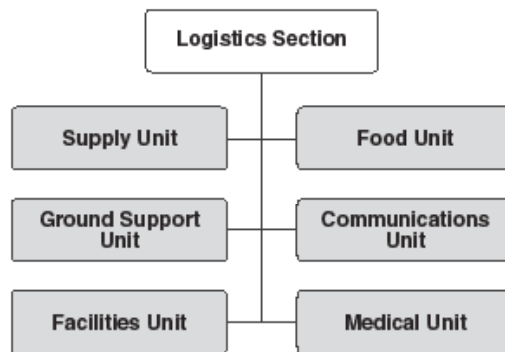 Logistics Section
Supply Unit
Food Unit
Ground Support
Unit
Communications
Unit
Facilities Unit
Medical Unit